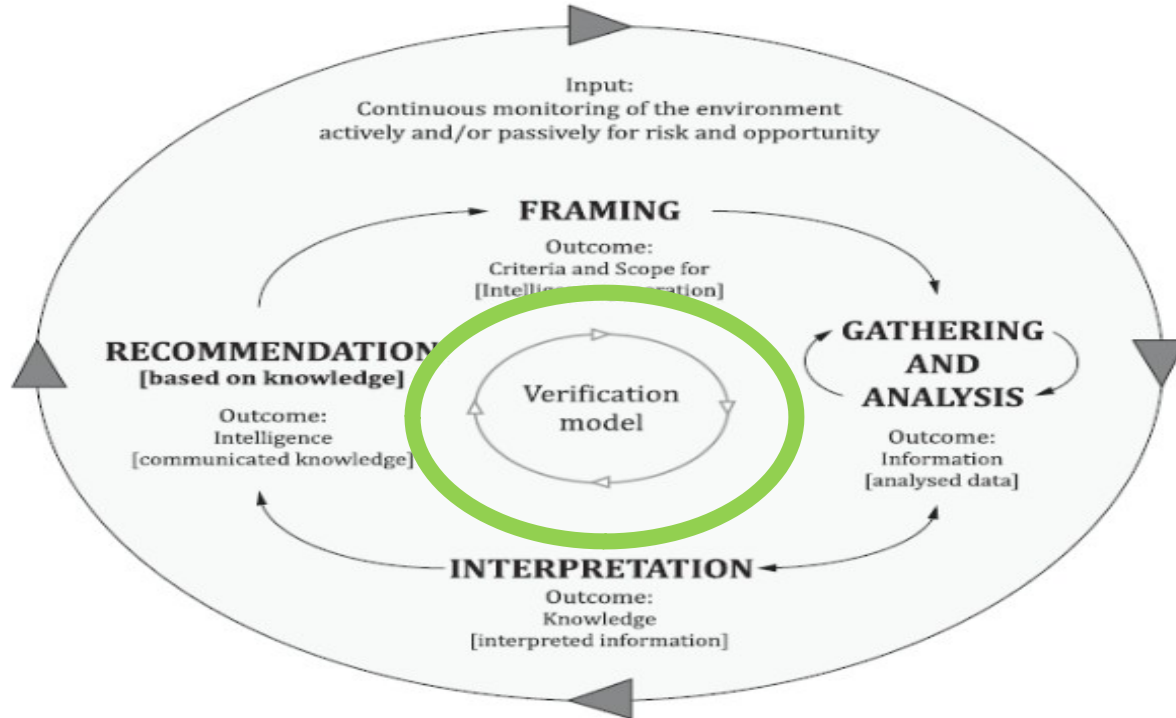 Input:
Continuous monitoring of the environment
actively and/or passively for risk and opportunity
FRAMING
Outcome:
Criteria and Scope for
RECOMMENDATION
[based on knowledge]
Outcome:
Intelligence
[communicated knowledge]
Verification
model
GATHERING
AND
ANALYSIS
Outcome:
Information
[analysed data]
INTERPRETATION
Outcome:
Knowledge
[interpreted information]